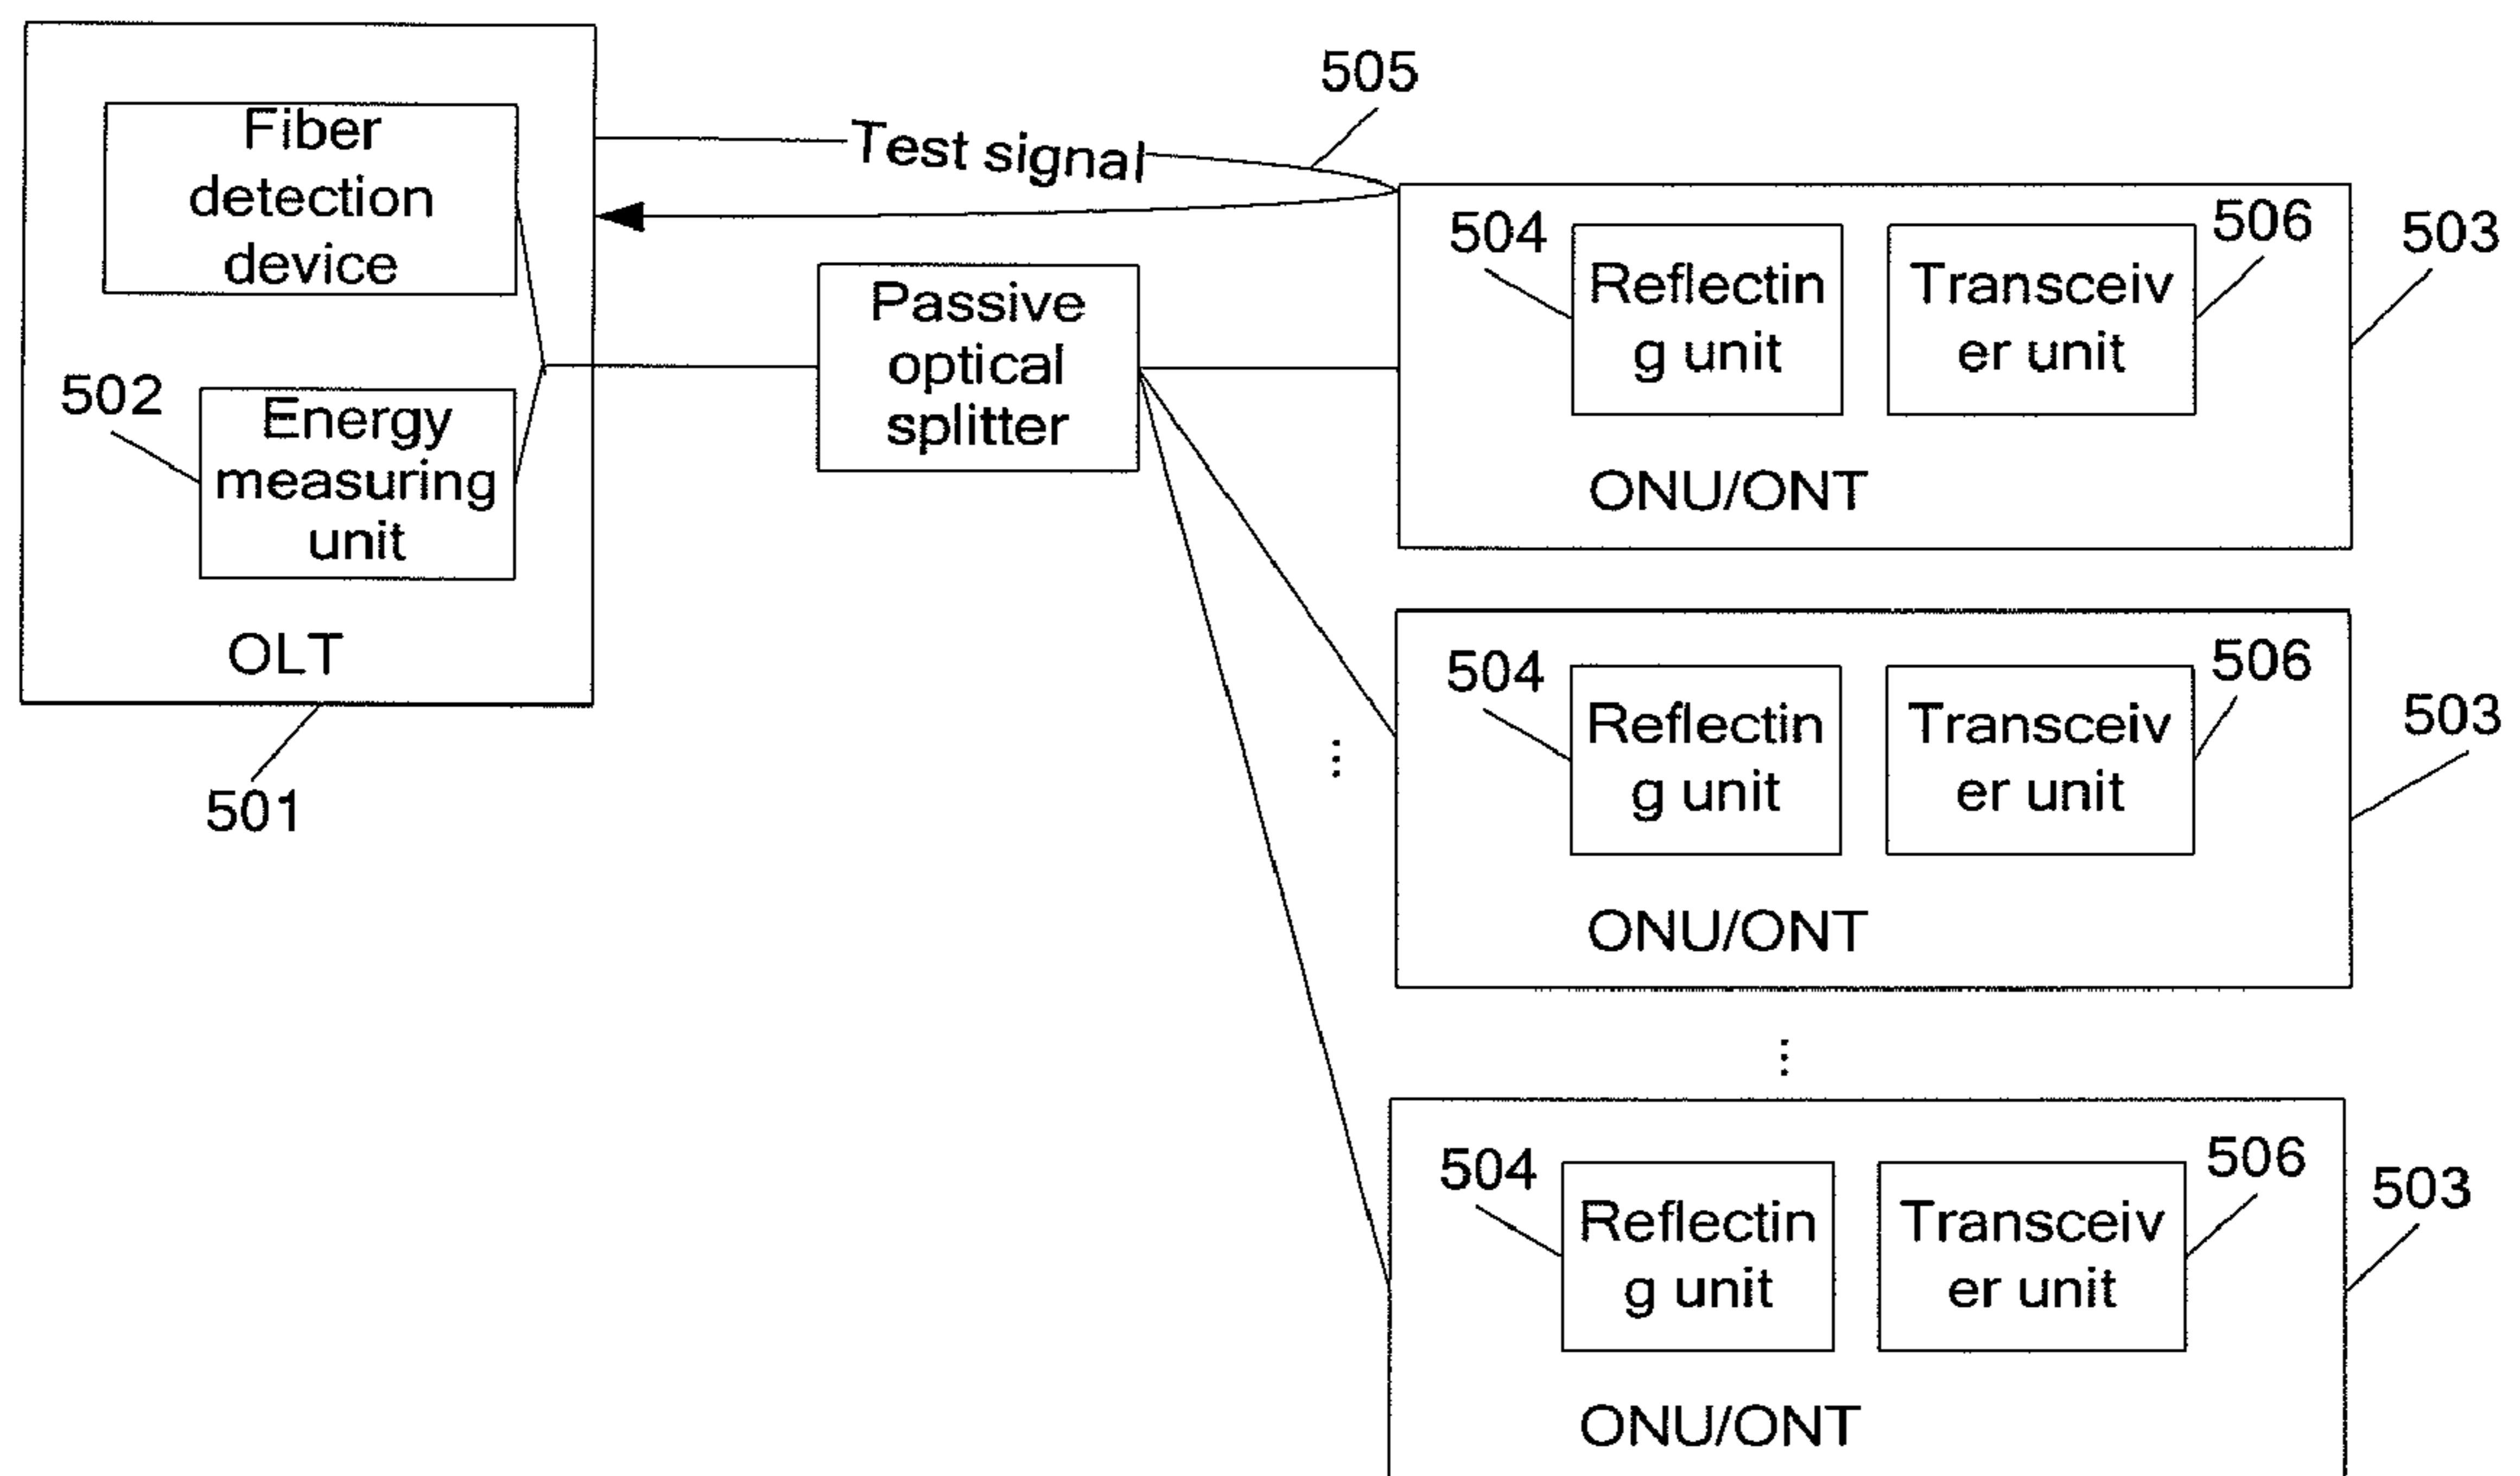 505
Fiber
detection
device
Test signal
504
Reflectin
g unit
Transceiv
er unit
506
503
Passive
optical
splitter
502
Energy
measuring
unit
ONU/ONT
OLT
501
504
Reflectin
g unit
Transceiv
er unit
506
503
...
ONU/ONT
...
504
Reflectin
g unit
Transceiv
er unit
506
503
ONU/ONT